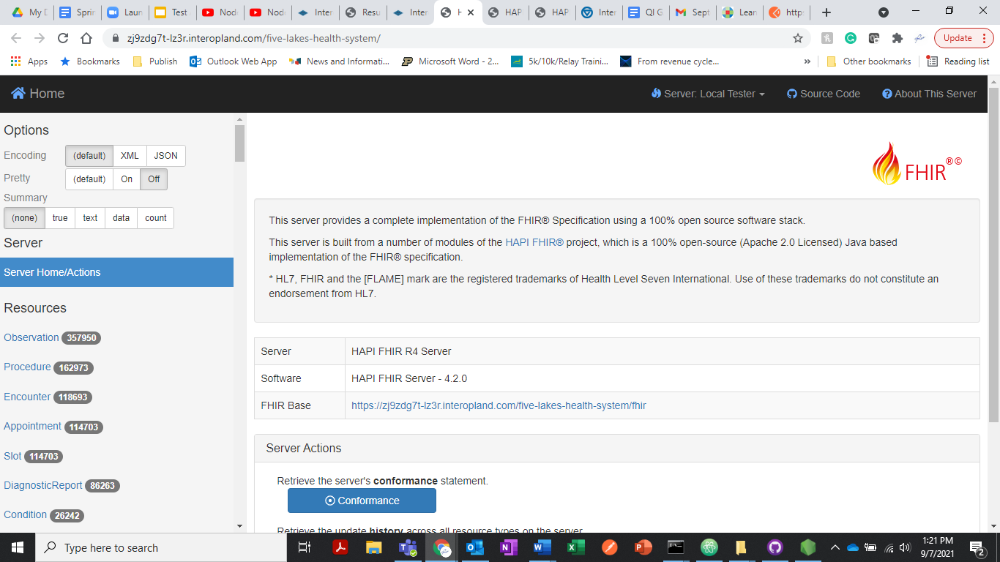 My D
Sprin
Laun
Test
Nod
Nod
Inter
Resu
Inter
H
HAP
HAP
Inter
QI G
Sept
Lear
http
zj9zdg7t-lz3r.interopland.com/five-lakes-health-system/
Update
Apps
Bookmarks
Publish
Outlook Web App
News and Informati...
Microsoft Word - 2...
5k/10k/Relay Traini...
From revenue cycle...
»
Other bookmarks
Reading list
Home
Server: Local Tester
Source Code
About This Server
Options
Encoding (default) XML JSON
Pretty (default) On Off
Summary
(none) true text data count
Server
Server Home/Actions
Resources
Observation 357950
Procedure 162973
Encounter 118693
Appointment 114703
Slot 114703
DiagnosticReport 86263
Condition 26242
FHIR®©
This server provides a complete implementation of the FHIR® Specification using a 100% open source software stack.
This server is built from a number of modules of the HAPI FHIR® project, which is a 100% open-source (Apache 2.0 Licensed) Java based
implementation of the FHIR® specification.
* HL7, FHIR and the [FLAME] mark are the registered trademarks of Health Level Seven International. Use of these trademarks do not constitute an
endorsement from HL7.
Server HAPI FHIR R4 Server
Software HAPI FHIR Server - 4.2.0
FHIR Base https://zj9zdg7t-lz3r.interopland.com/five-lakes-health-system/fhir
Server Actions
Retrieve the server's conformance statement.
Conformance
Retrieve the update history across all resource types on the server.
Type here to search
1:21 PM
9/7/2021
2